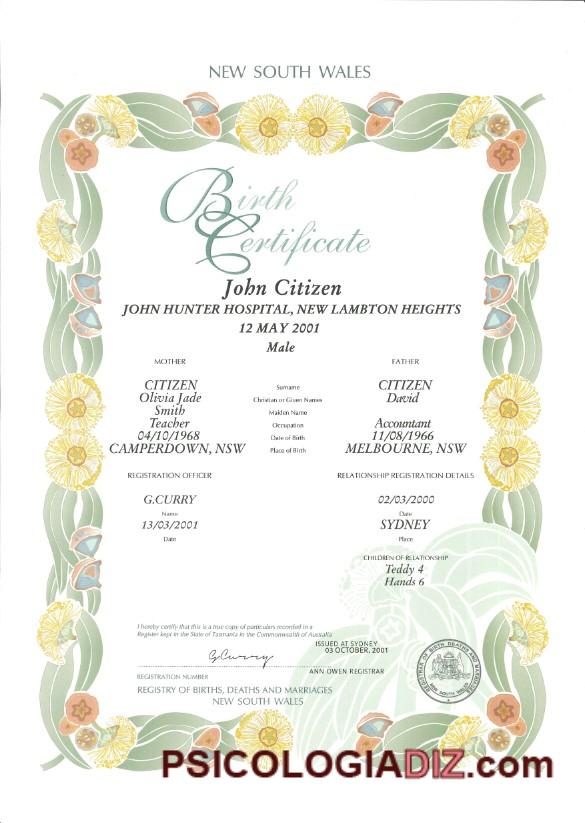 NEW SOUTH WALES
Birth
Certificate
John Citizen
JOHN HUNTER HOSPITAL, NEW LAMBTON HEIGHTS
12 MAY 2001
Male
MOTHER FATHER
CITIZEN Surname CITIZEN
Olivia Jade Christian or Given Names David
Smith Maiden Name
Teacher Occupation Accountant
04/10/1968 Date of Birth 11/08/1966
CAMPERDOWN, NSW Place of Birth MELBOURNE, NSW
REGISTRATION OFFICER RELATIONSHIP REGISTRATION DETAILS
G.CURRY 02/03/2000
Name Date
13/03/2001 SYDNEY
Date Place
CHILDREN OF RELATIONSHIP
Teddy 4
Hands 6
I hereby certify that this is a true copy of particulars recorded in a
Register kept in the State of Tasmania in the Commonwealth of Australia
ISSUED AT SYDNEY
03 OCTOBER, 2001
GCurry
ANN OWEN REGISTRAR
REGISTRATION NUMBER
REGISTRY OF BIRTHS, DEATHS AND MARRIAGES
NEW SOUTH WALES
REGISTRAR OF BIRTH DEATHS AND MARRIAGES
NEW SOUTH WALES
PSICOLOGIADIZ.com